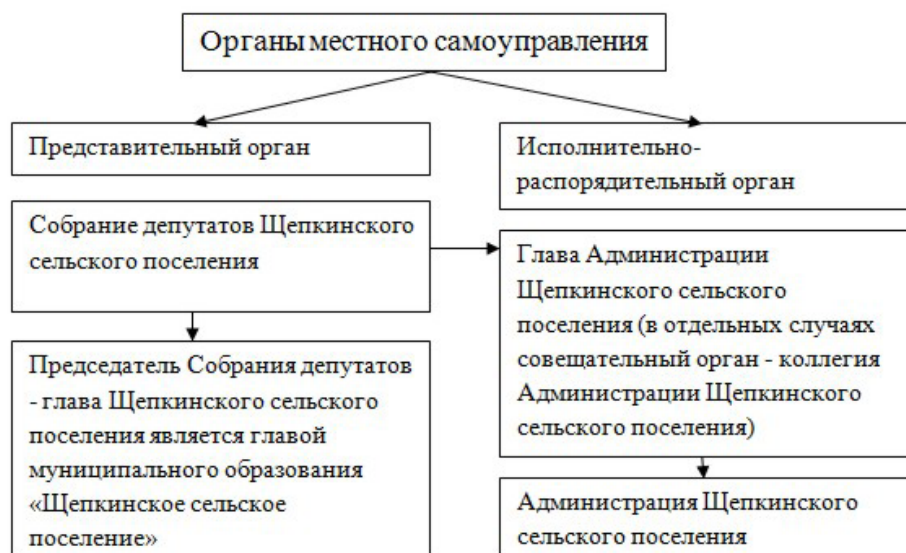 Органы местного самоуправления
Представительный орган
Исполнительно-
распорядительный орган
Собрание депутатов Щепкинского
сельского поселения
Глава Администрации
Щепкинского сельского
поселения (в отдельных случаях
совещательный орган - коллегия
Администрации Щепкинского
сельского поселения)
Председатель Собрания депутатов
- глава Щепкинского сельского
поселения является главой
муниципального образования
«Щепкинское сельское
поселение»
Администрация Щепкинского
сельского поселения